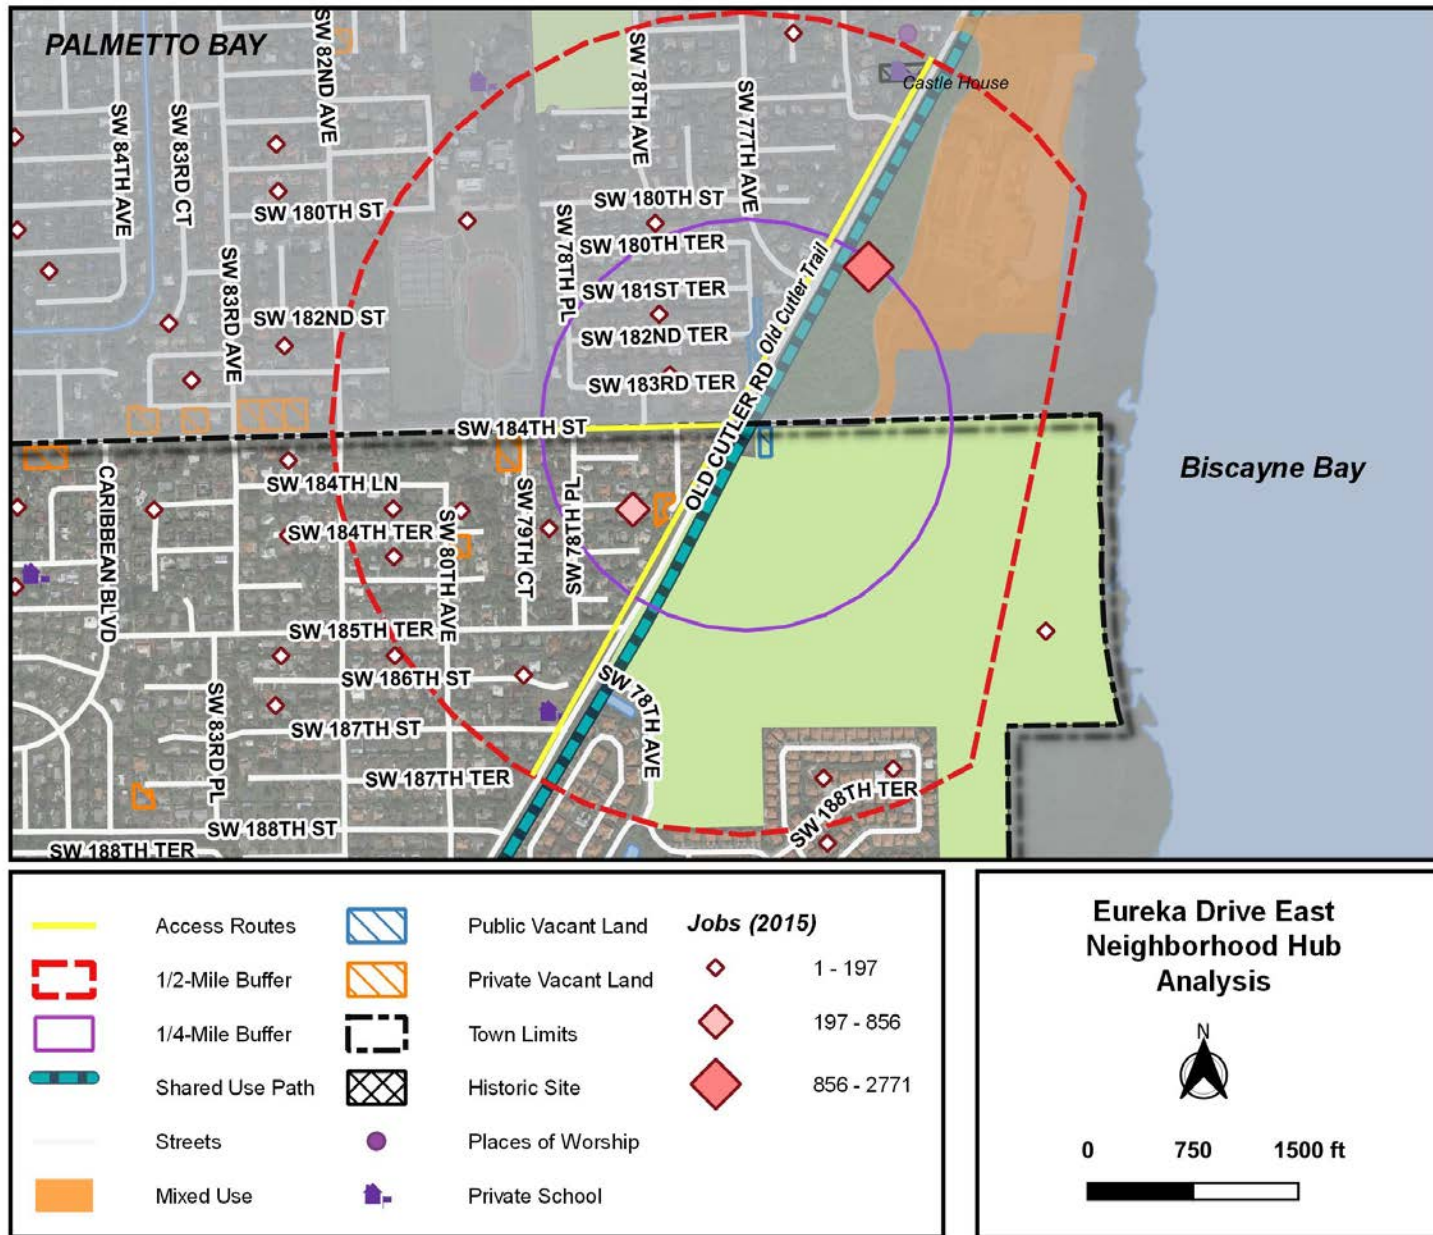 PALMETTO BAY
SW 82ND AVE
SW 78TH AVE
SW 77TH AVE
Castle House
SW 84TH AVE
SW 83RD CT
SW 180TH ST
SW 180TH ST
SW 78TH PL
SW 180TH TER
SW 83RD AVE
SW 181ST TER
Old Cutler Trail
SW 182ND ST
SW 182ND TER
SW 183RD TER
SW 184TH ST
OLD CUTLER RD
Biscayne Bay
CARIBBEAN BLVD
SW 184TH LN
SW 184TH TER
SW 80TH AVE
SW 79TH CT
SW 78TH PL
SW 185TH TER
SW 186TH ST
SW 78TH AVE
SW 83RD PL
SW 187TH ST
SW 187TH TER
SW 188TH TER
SW 188TH ST
SW 188TH TER
Access Routes
1/2-Mile Buffer
1/4-Mile Buffer
Shared Use Path
Streets
Mixed Use
Public Vacant Land
Private Vacant Land
Town Limits
Historic Site
Places of Worship
Private School
Jobs (2015)
1 - 197
197 - 856
856 - 2771
Eureka Drive East
Neighborhood Hub
Analysis
N
0 750 1500 ft